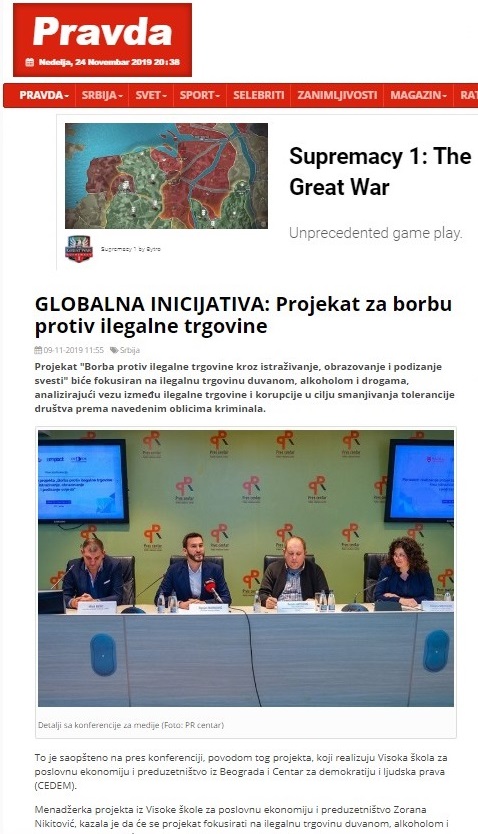 Pravda
Nedelja, 24 Novembar 2019 20:38
PRAVDA SRBIJA SVET SPORT SELEBRITI ZANIMLJIVOSTI MAGAZIN RAT
Supremacy 1: The
Great War
Unprecedented game play.
Supremacy 1 by Bytro
GLOBALNA INICIJATIVA: Projekat za borbu
protiv ilegalne trgovine
09-11-2019 11:55 Srbija
Projekat "Borba protiv ilegalne trgovine kroz istraživanje, obrazovanje i podizanje
svesti" biće fokusiran na ilegalnu trgovinu duvanom, alkoholom i drogama,
analizirajući vezu između ilegalne trgovine i korupcije u cilju smanjivanja tolerancije
društva prema navedenim oblicima kriminala.
Pres centar
Detalji sa konferencije za medije (Foto: PR centar)
To je saopšteno na pres konferenciji, povodom tog projekta, koji realizuju Visoka škola za
poslovnu ekonomiju i preduzetništvo iz Beograda i Centar za demokratiju i ljudska prava
(CEDEM).
Menadžerka projekta iz Visoke škole za poslovnu ekonomiju i preduzetništvo Zorana
Nikitović, kazala je da će se projekat fokusirati na ilegalnu trgovinu duvanom, alkoholom i